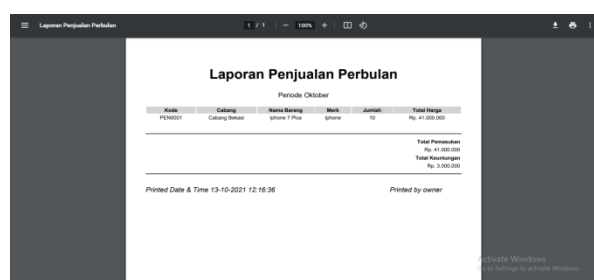 Laporan Penjualan Perbulan
1 / 1 | − 100% +
Laporan Penjualan Perbulan
Periode Oktober
Kode Cabang Nama Barang Merk Jumlah Total Harga
PEN0001 Cabang Bekasi Iphone 7 Plus Iphone 10 Rp. 41.000.000
Total Pemasukan
Rp. 41.000.000
Total Keuntungan
Rp. 3.000.000
Printed Date & Time 13-10-2021 12:16:36 Printed by owner
Activate Windows
Go to Settings to activate Windows.